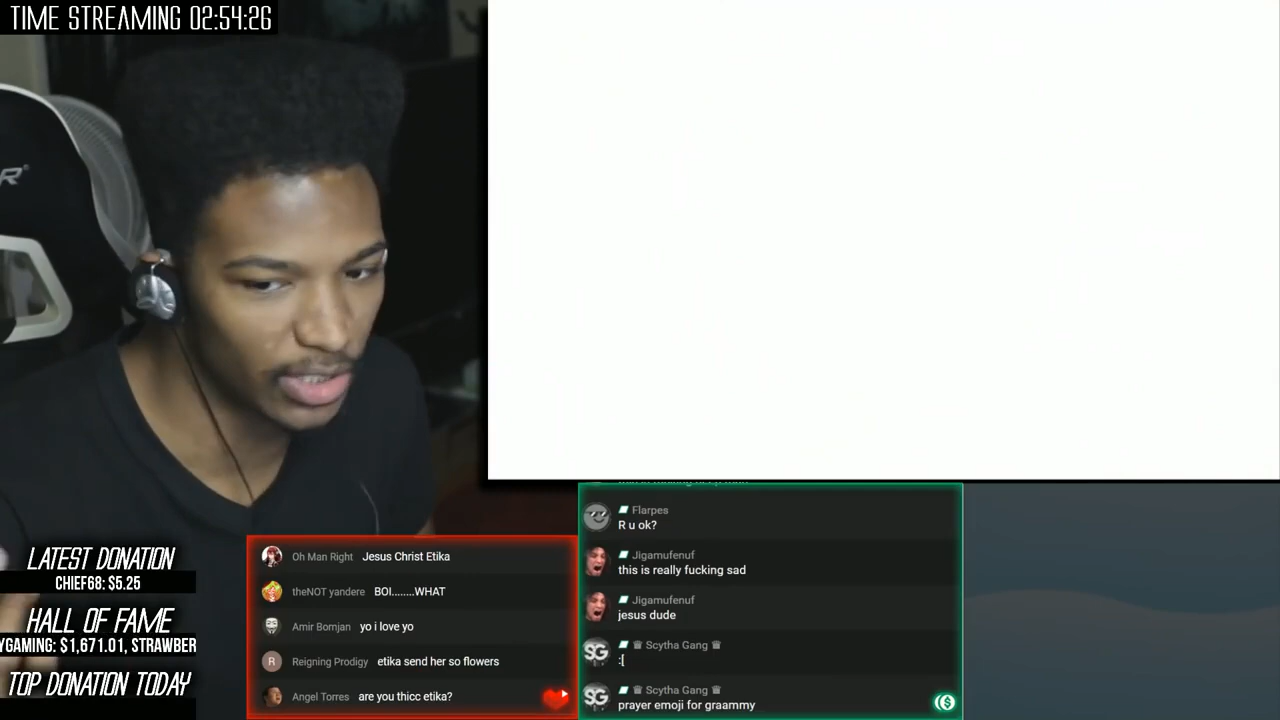 TIME STREAMING 02:54:26
R®
Flarpes
R u ok?
Jigamufenuf
this is really fucking sad
Jigamufenuf
jesus dude
Scytha Gang
:[
Scytha Gang
prayer emoji for graammy
Oh Man Right Jesus Christ Etika
theNOT yandere BOI........WHAT
Amir Bomjan yo i love yo
R Reigning Prodigy etika send her so flowers
Angel Torres are you thicc etika?
LATEST DONATION
CHIEF68: $5.25
HALL OF FAME
YGAMING: $1,671.01, STRAWBER
TOP DONATION TODAY
SG
SG